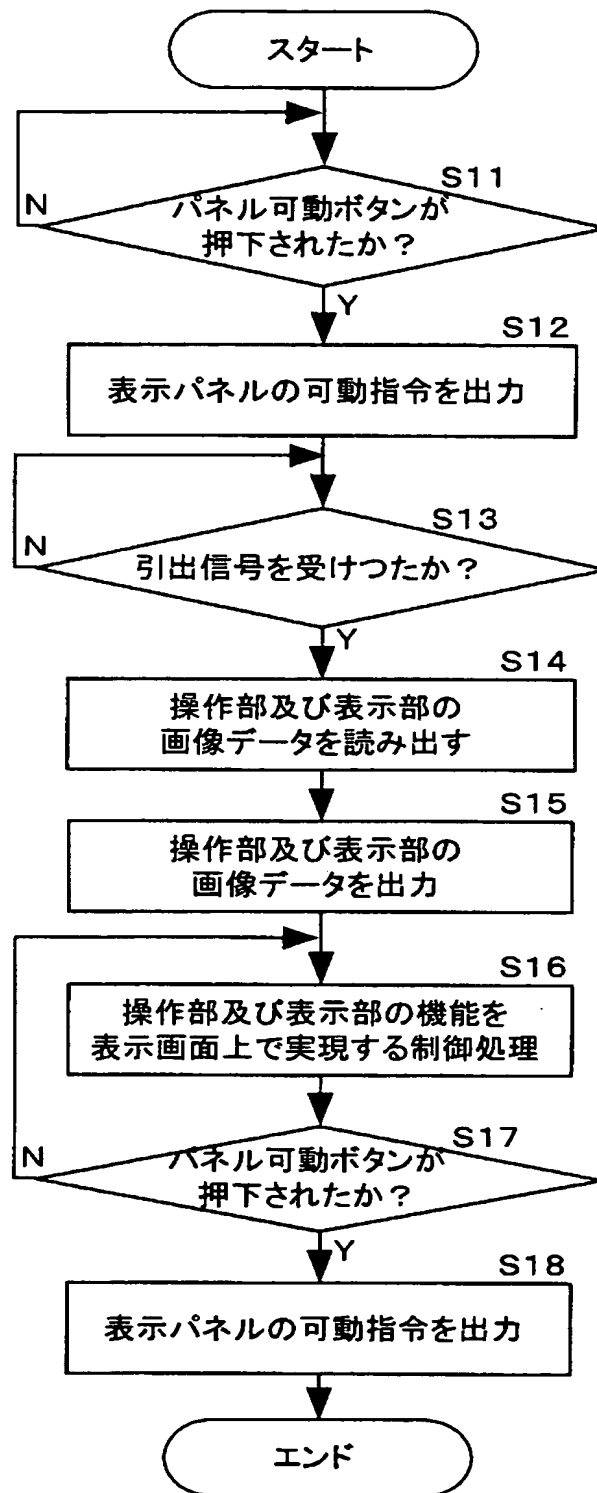 スタート
S11
N
パネル可動ボタンが
押下されたか？
Y
S12
表示パネルの可動指令を出力
S13
N
引出信号を受けつたか？
Y
S14
操作部及び表示部の
画像データを読み出す
S15
操作部及び表示部の
画像データを出力
S16
操作部及び表示部の機能を
表示画面上で実現する制御処理
S17
N
パネル可動ボタンが
押下されたか？
Y
S18
表示パネルの可動指令を出力
エンド